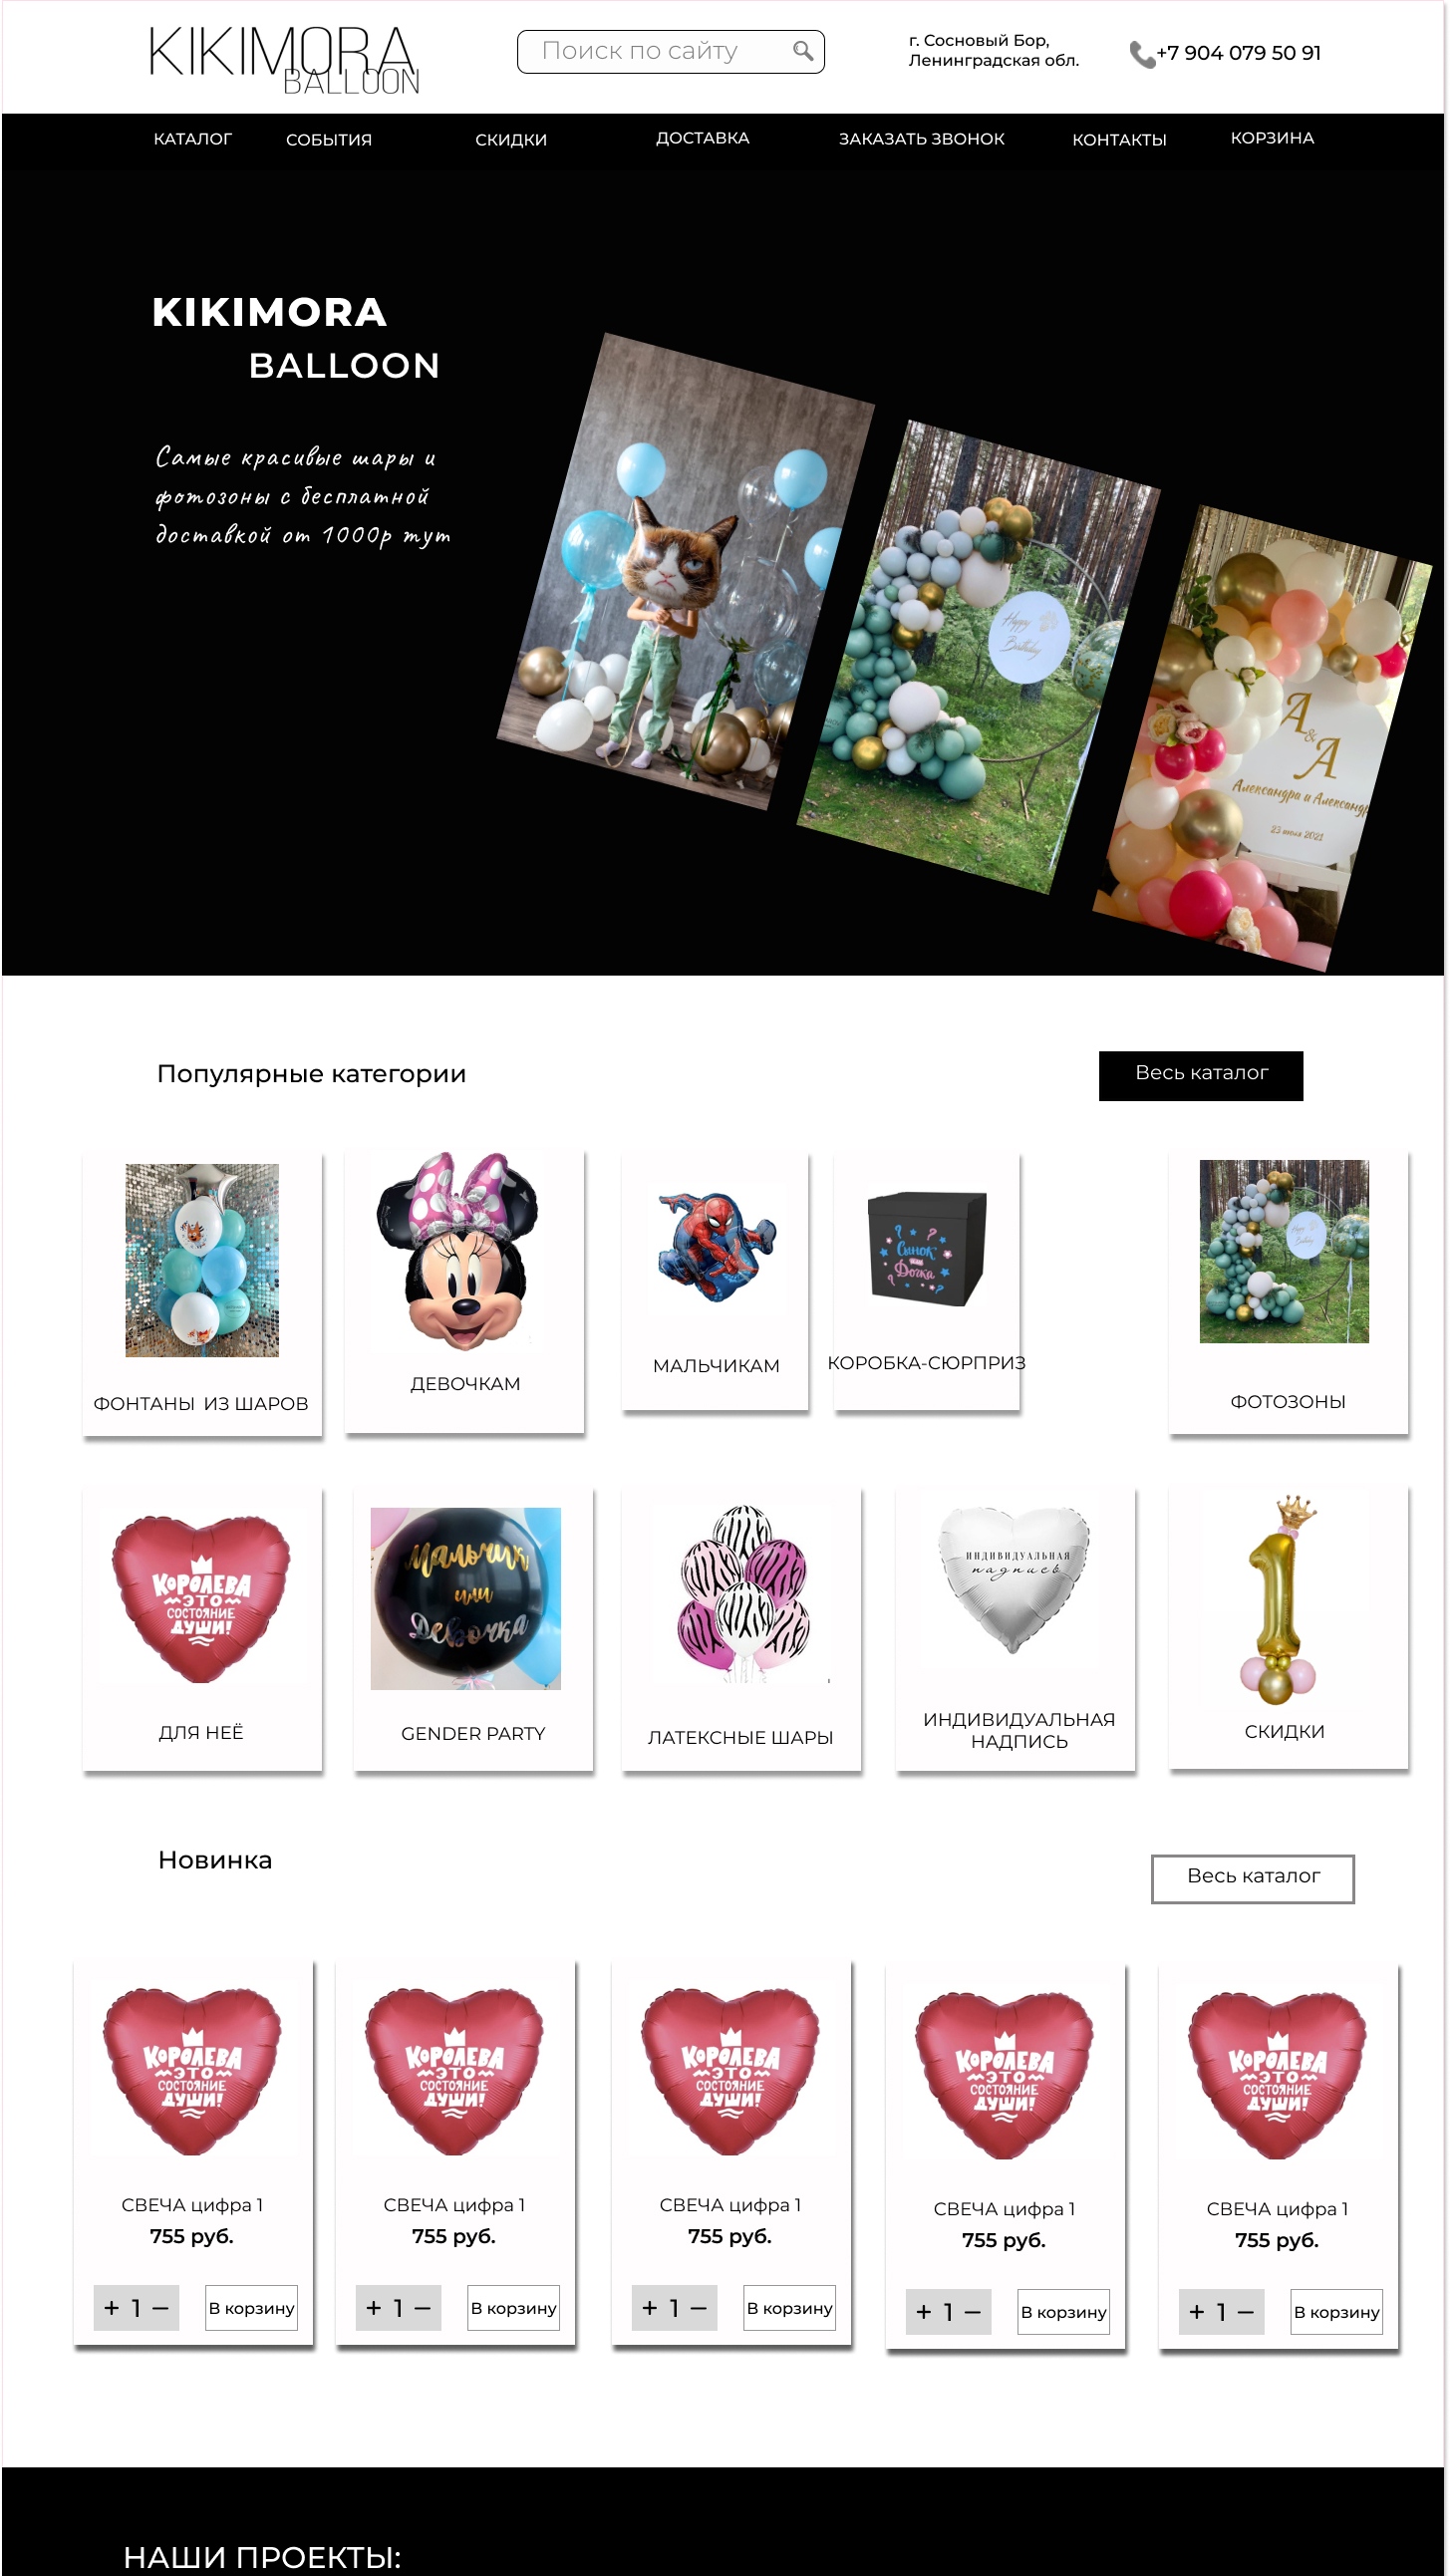 KIKIMORA
BALLOON
Поиск по сайту
г. Сосновый Бор,
Ленинградская обл.
+7 904 079 50 91
КАТАЛОГ
СОБЫТИЯ
СКИДКИ
ДОСТАВКА
ЗАКАЗАТЬ ЗВОНОК
КОНТАКТЫ
КОРЗИНА
KIKIMORA
BALLOON
Самые красивые шары и
фотозоны с бесплатной
доставкой от 1000р тут
Happy
Birthday
A
&
A
Александра и Александр
23 июля 2021
Популярные категории
Весь каталог
ФОНТАНЫ ИЗ ШАРОВ
ДЕВОЧКАМ
МАЛЬЧИКАМ
Сынок
или
Дочка
КОРОБКА-СЮРПРИЗ
Happy
Birthday
ФОТОЗОНЫ
КОРОЛЕВА
ЭТО
СОСТОЯНИЕ
ДУШИ!
ДЛЯ НЕЁ
Мальчик
или
Девочка
GENDER PARTY
ЛАТЕКСНЫЕ ШАРЫ
ИНДИВИДУАЛЬНАЯ
надпись
ИНДИВИДУАЛЬНАЯ
НАДПИСЬ
1
СКИДКИ
Новинка
Весь каталог
КОРОЛЕВА
ЭТО
СОСТОЯНИЕ
ДУШИ!
СВЕЧА цифра 1
755 руб.
+ 1 –
В корзину
КОРОЛЕВА
ЭТО
СОСТОЯНИЕ
ДУШИ!
СВЕЧА цифра 1
755 руб.
+ 1 –
В корзину
КОРОЛЕВА
ЭТО
СОСТОЯНИЕ
ДУШИ!
СВЕЧА цифра 1
755 руб.
+ 1 –
В корзину
КОРОЛЕВА
ЭТО
СОСТОЯНИЕ
ДУШИ!
СВЕЧА цифра 1
755 руб.
+ 1 –
В корзину
КОРОЛЕВА
ЭТО
СОСТОЯНИЕ
ДУШИ!
СВЕЧА цифра 1
755 руб.
+ 1 –
В корзину
НАШИ ПРОЕКТЫ: